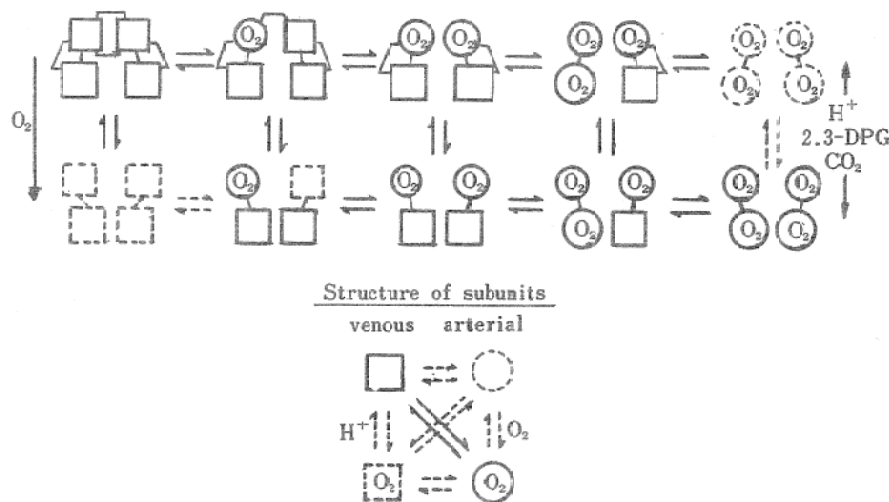 O₂ O₂ O₂ O₂ O₂ O₂ O₂
O₂ O₂ O₂
O₂
H⁺
2.3-DPG
CO₂
O₂ O₂ O₂ O₂ O₂ O₂ O₂
O₂ O₂ O₂
Structure of subunits
venous arterial
H⁺ O₂
O₂ O₂